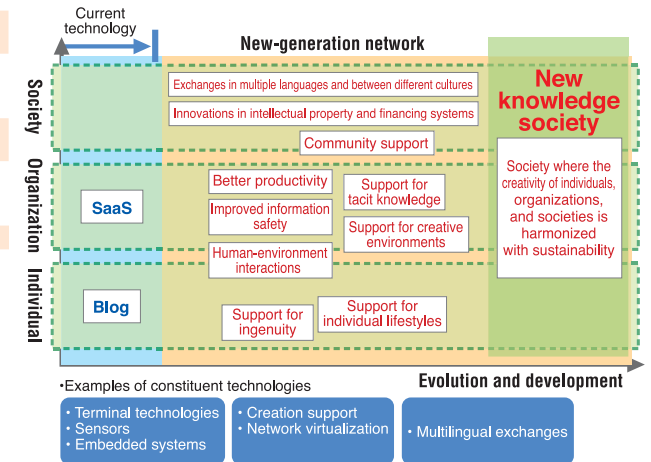 Current
technology
New-generation network
Society
Exchanges in multiple languages and between different cultures
Innovations in intellectual property and financing systems
Community support
New
knowledge
society
Society where the
creativity of individuals,
organizations,
and societies is
harmonized
with sustainability
Organization
SaaS
Better productivity
Improved information
safety
Human-environment
interactions
Support for
tacit knowledge
Support for creative
environments
Individual
Blog
Support for
ingenuity
Support for
individual lifestyles
Evolution and development
•Examples of constituent technologies
• Terminal technologies
• Sensors
• Embedded systems
• Creation support
• Network virtualization
• Multilingual exchanges